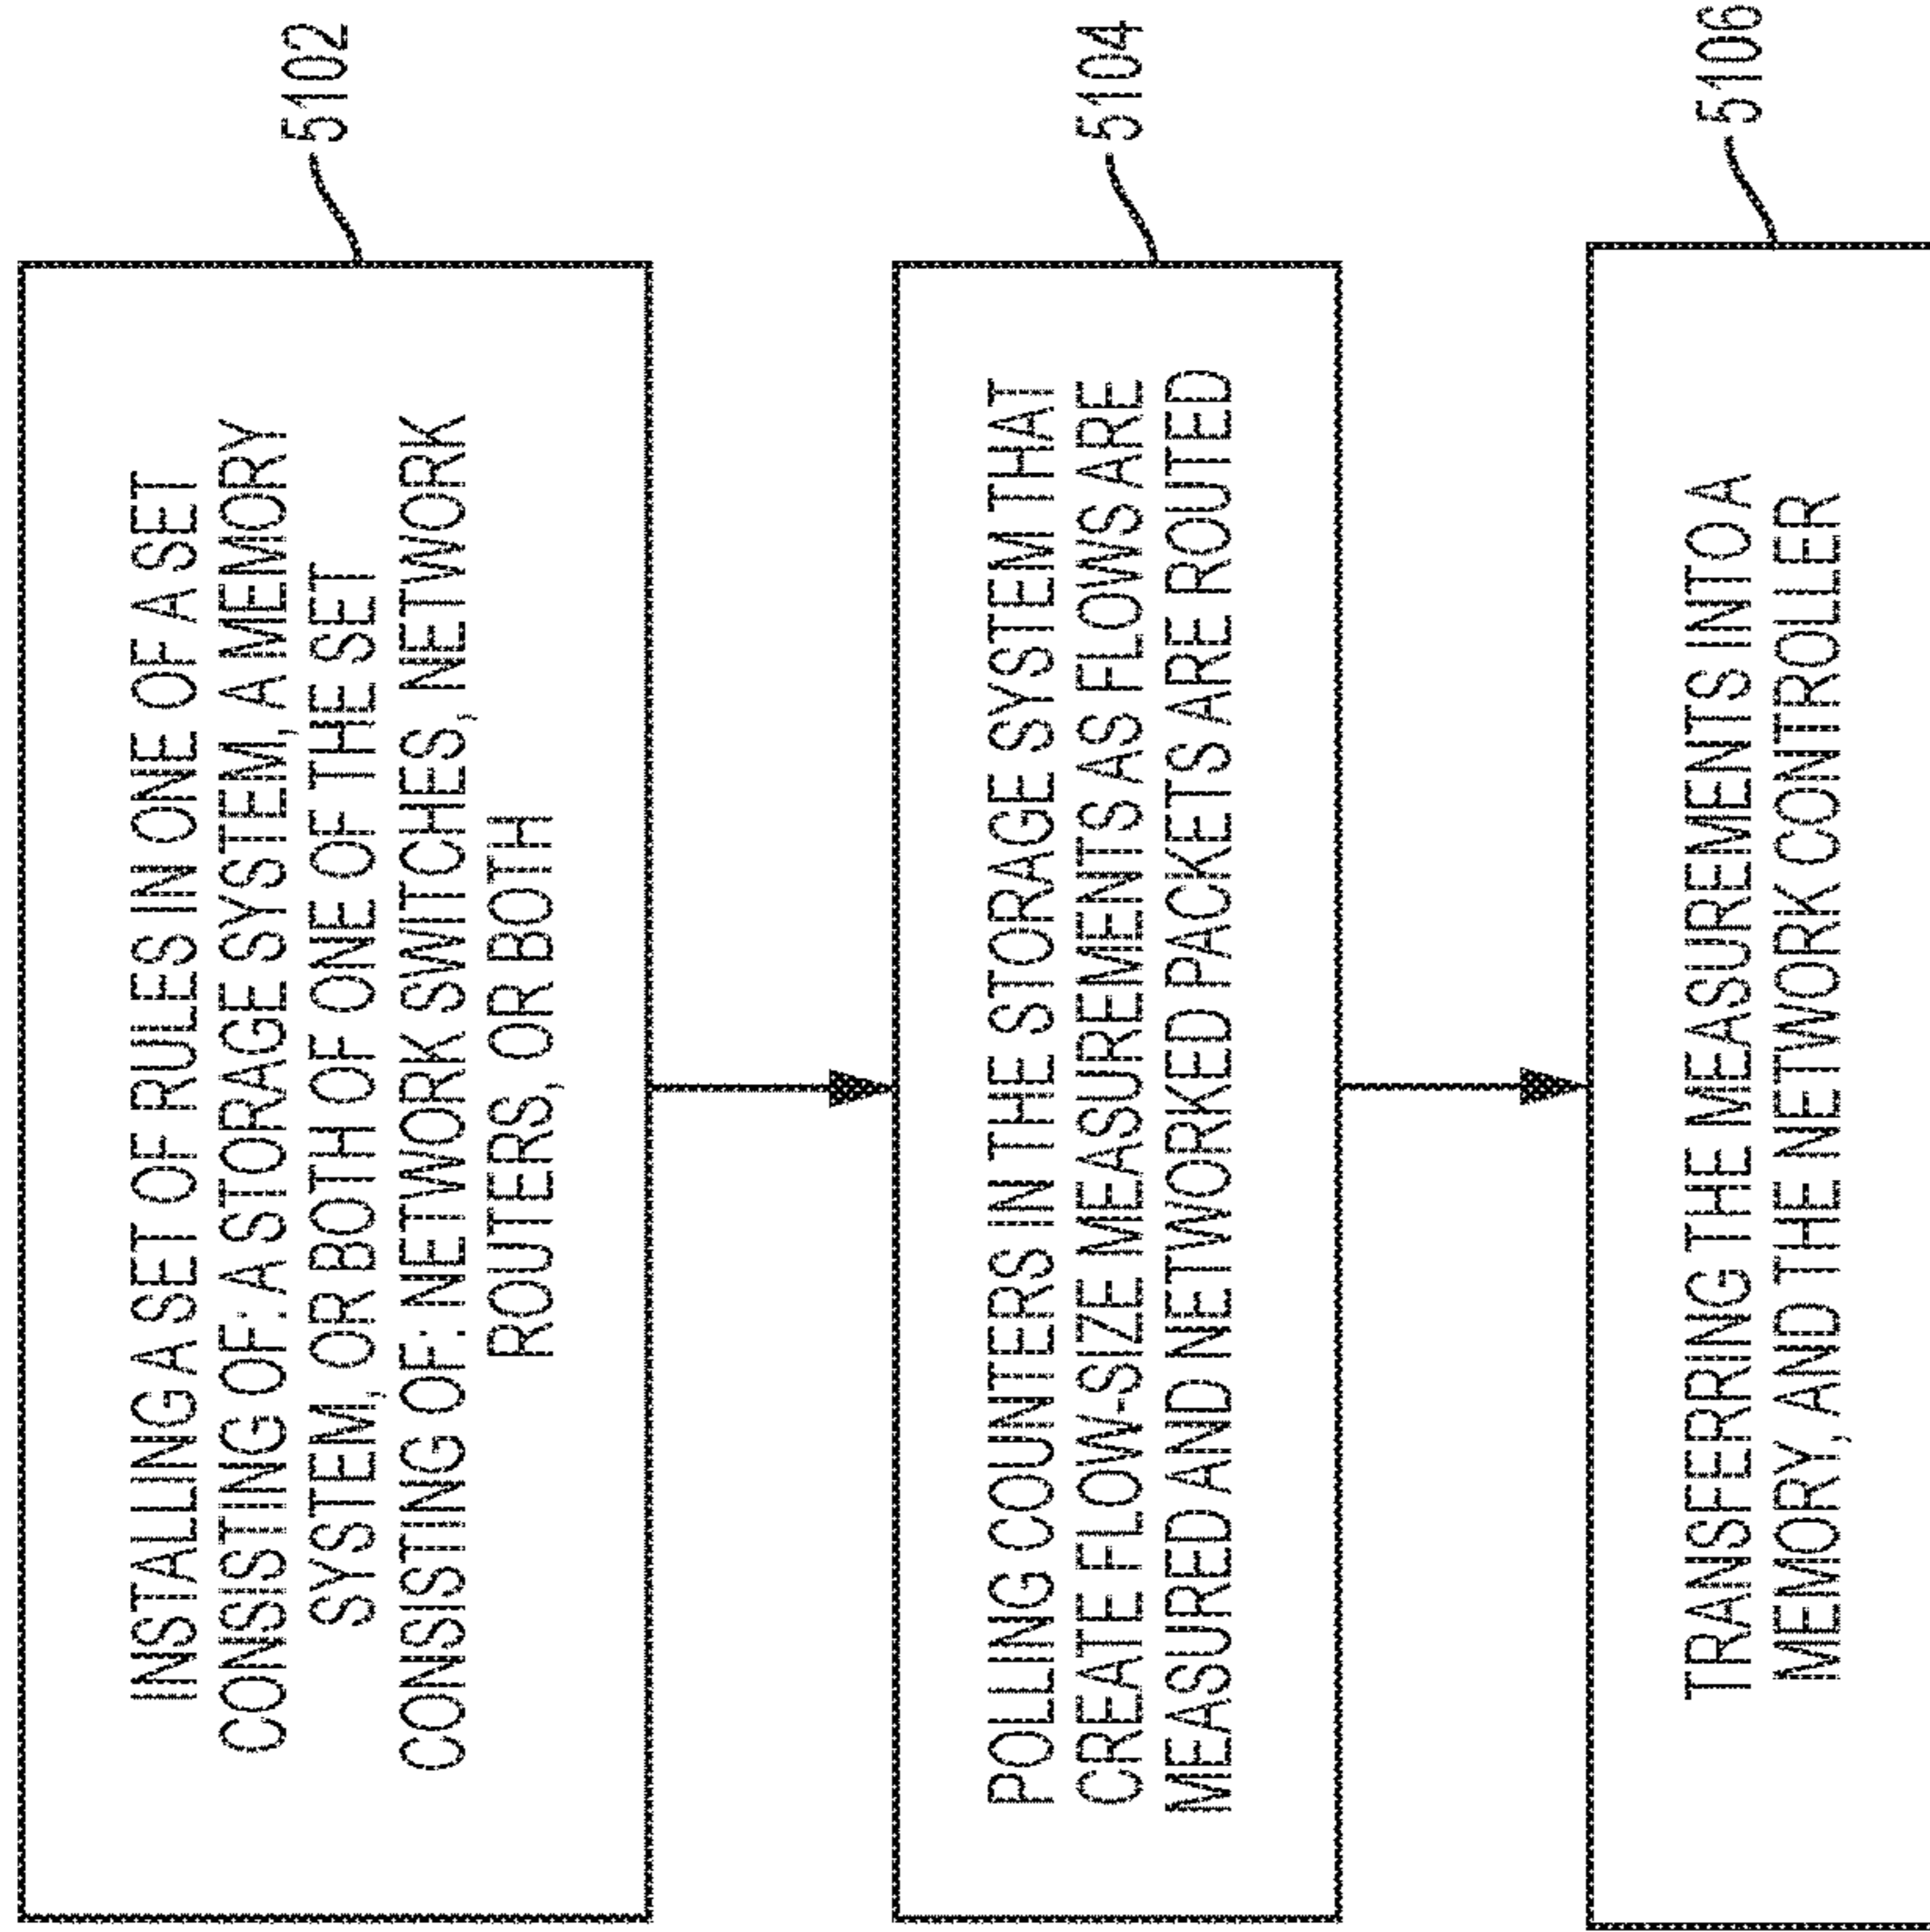 INSTALLING A SET OF RULES IN ONE OF A SET
CONSISTING OF: A STORAGE SYSTEM, A MEMORY
SYSTEM, OR BOTH OF ONE OF THE SET
CONSISTING OF: NETWORK SWITCHES, NETWORK
ROUTERS, OR BOTH
5102
POLLING COUNTERS IN THE STORAGE SYSTEM THAT
CREATE FLOW-SIZE MEASUREMENTS AS FLOWS ARE
MEASURED AND NETWORKED PACKETS ARE ROUTED
5104
TRANSFERRING THE MEASUREMENTS INTO A
MEMORY, AND THE NETWORK CONTROLLER
5106